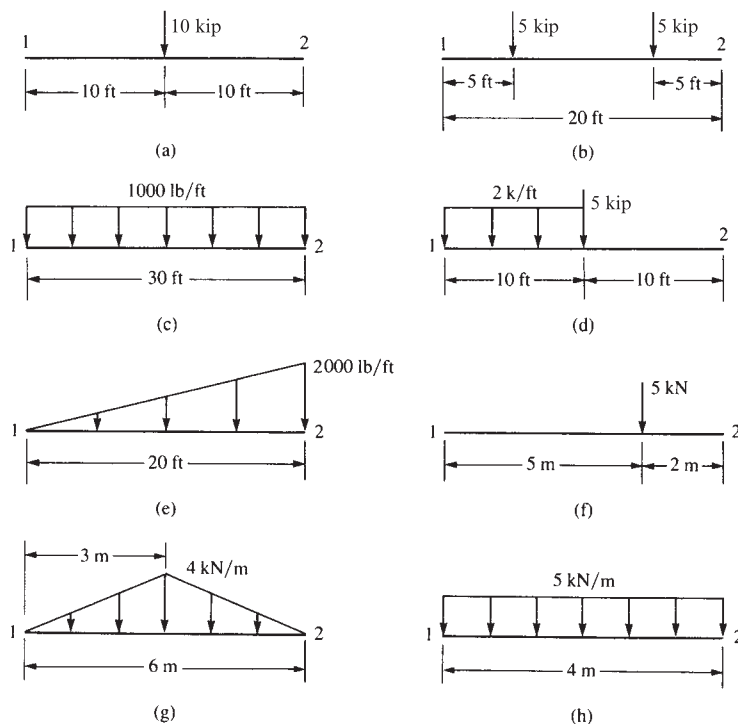 10 kip
1
2
10 ft
10 ft
(a)
5 kip
5 kip
1
2
5 ft
5 ft
20 ft
(b)
1000 lb/ft
1
2
30 ft
(c)
2 k/ft
5 kip
1
2
10 ft
10 ft
(d)
2000 lb/ft
1
2
20 ft
(e)
5 kN
1
2
5 m
2 m
(f)
3 m
4 kN/m
1
2
6 m
(g)
5 kN/m
1
2
4 m
(h)